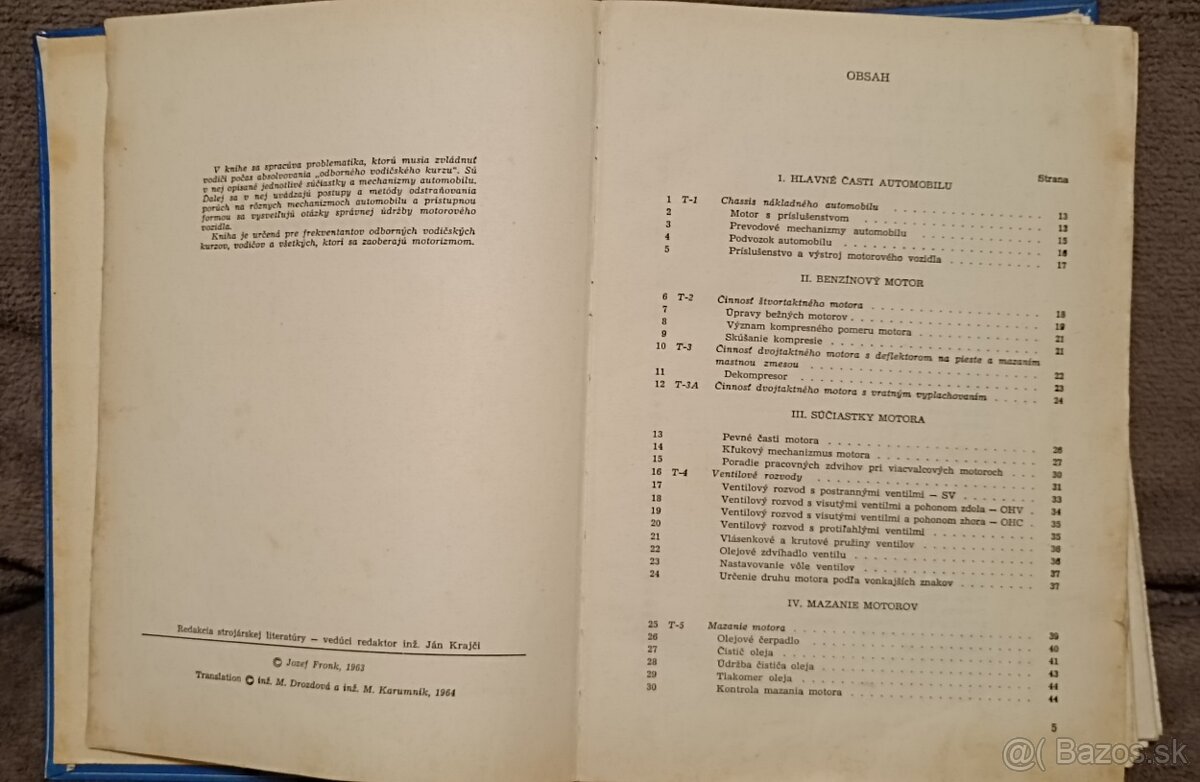 V knihe sa spracúva problematika, ktorú musia zvládnuť
vodiči počas absolvovania „odborného vodičského kurzu“. Sú
v nej opísané jednotlivé súčiastky a mechanizmy automobilu.
Ďalej sa v nej uvádzajú postupy a metódy odstraňovania
porúch na rôznych mechanizmoch automobilu a prístupnou
formou sa vysvetľujú otázky správnej údržby motorového
vozidla.
Kniha je určená pre frekventantov odborných vodičských
kurzov, vodičov a všetkých, ktorí sa zaoberajú motorizmom.
Redakcia strojárskej literatúry — vedúci redaktor inž. Ján Krajči
© Jozef Fronk, 1963
Translation © inž. M. Drozdová a inž. M. Karumník, 1964
OBSAH
Strana
I. HLAVNÉ ČASTI AUTOMOBILU
1 T-1 Chassis nákladného automobilu 13
2 Motor s príslušenstvom 13
3 Prevodové mechanizmy automobilu 15
4 Podvozok automobilu 16
5 Príslušenstvo a výstroj motorového vozidla 17
II. BENZÍNOVÝ MOTOR
6 T-2 Činnosť štvortaktného motora 18
7 Úpravy bežných motorov 19
8 Význam kompresného pomeru motora 21
9 Skúšanie kompresie 21
10 T-3 Činnosť dvojtaktného motora s deflektorom na pieste a mazaním
mastnou zmesou 22
11 Dekompresor 23
12 T-3A Činnosť dvojtaktného motora s vratným vyplachovaním 24
III. SÚČIASTKY MOTORA
13 Pevné časti motora 26
14 Kľukový mechanizmus motora 27
15 Poradie pracovných zdvihov pri viacvalcových motoroch 30
16 T-4 Ventilové rozvody 31
17 Ventilový rozvod s postrannými ventilmi — SV 33
18 Ventilový rozvod s visutými ventilmi a pohonom zdola — OHV 34
19 Ventilový rozvod s visutými ventilmi a pohonom zhora — OHC 35
20 Ventilový rozvod s protiľahlými ventilmi 35
21 Vlásenkové a krutové pružiny ventilov 36
22 Olejové zdvíhadlo ventilu 36
23 Nastavovanie vôle ventilov 37
24 Určenie druhu motora podľa vonkajších znakov 37
IV. MAZANIE MOTOROV
25 T-5 Mazanie motora 39
26 Olejové čerpadlo 40
27 Čistič oleja 41
28 Údržba čističa oleja 43
29 Tlakomer oleja 44
30 Kontrola mazania motora 44
5
@( Bazos.sk